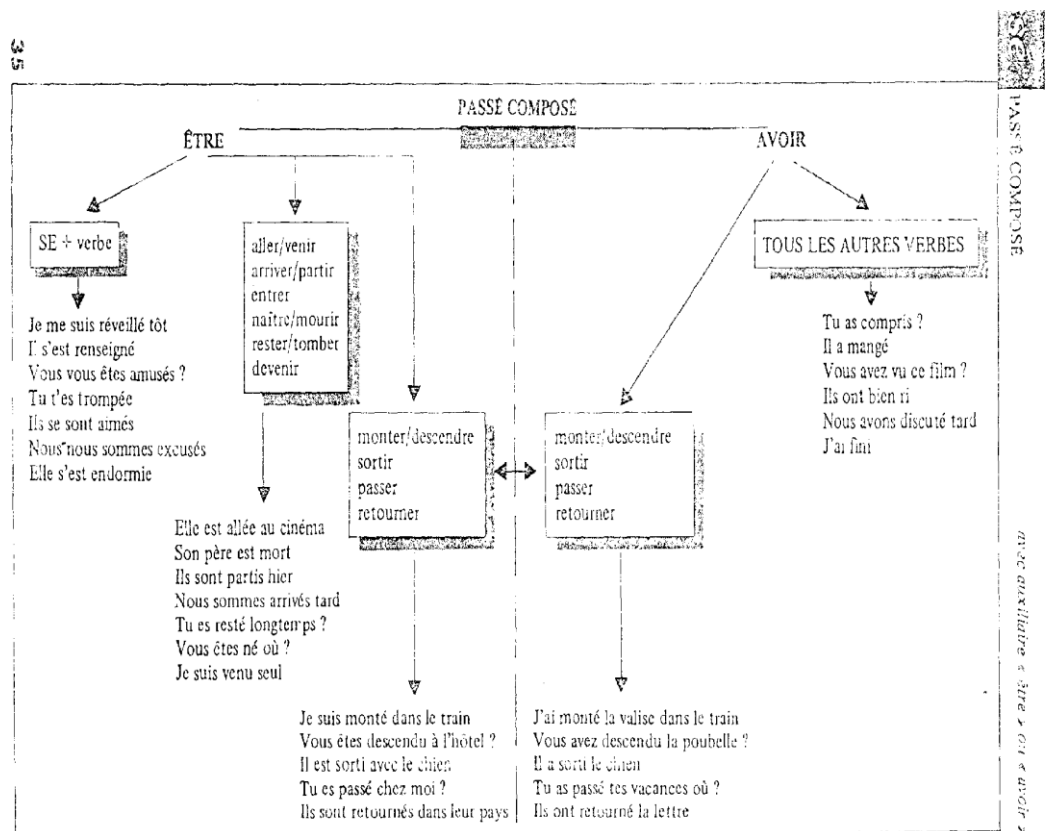 35
PASSÉ COMPOSÉ
avec auxiliaire « être » ou « avoir »
PASSÉ COMPOSÉ
ÊTRE
AVOIR
SE + verbe
Je me suis réveillé tôt
Il s'est renseigné
Vous vous êtes amusés ?
Tu t'es trompée
Ils se sont aimés
Nous nous sommes excusés
Elle s'est endormie
aller/venir
arriver/partir
entrer
naître/mourir
rester/tomber
devenir
Elle est allée au cinéma
Son père est mort
Ils sont partis hier
Nous sommes arrivés tard
Tu es resté longtemps ?
Vous êtes né où ?
Je suis venu seul
monter/descendre
sortir
passer
retourner
Je suis monté dans le train
Vous êtes descendu à l'hôtel ?
Il est sorti avec le chien
Tu es passé chez moi ?
Ils sont retournés dans leur pays
monter/descendre
sortir
passer
retourner
J'ai monté la valise dans le train
Vous avez descendu la poubelle ?
Il a sorti le chien
Tu as passé tes vacances où ?
Ils ont retourné la lettre
TOUS LES AUTRES VERBES
Tu as compris ?
Il a mangé
Vous avez vu ce film ?
Ils ont bien ri
Nous avons discuté tard
J'ai fini